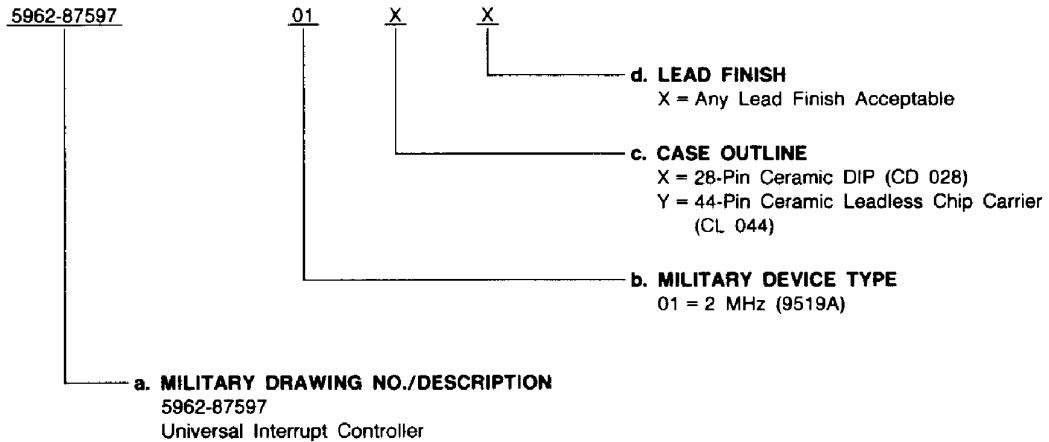 5962-87597 01 X X
d. LEAD FINISH
X = Any Lead Finish Acceptable
c. CASE OUTLINE
X = 28-Pin Ceramic DIP (CD 028)
Y = 44-Pin Ceramic Leadless Chip Carrier
(CL 044)
b. MILITARY DEVICE TYPE
01 = 2 MHz (9519A)
a. MILITARY DRAWING NO./DESCRIPTION
5962-87597
Universal Interrupt Controller